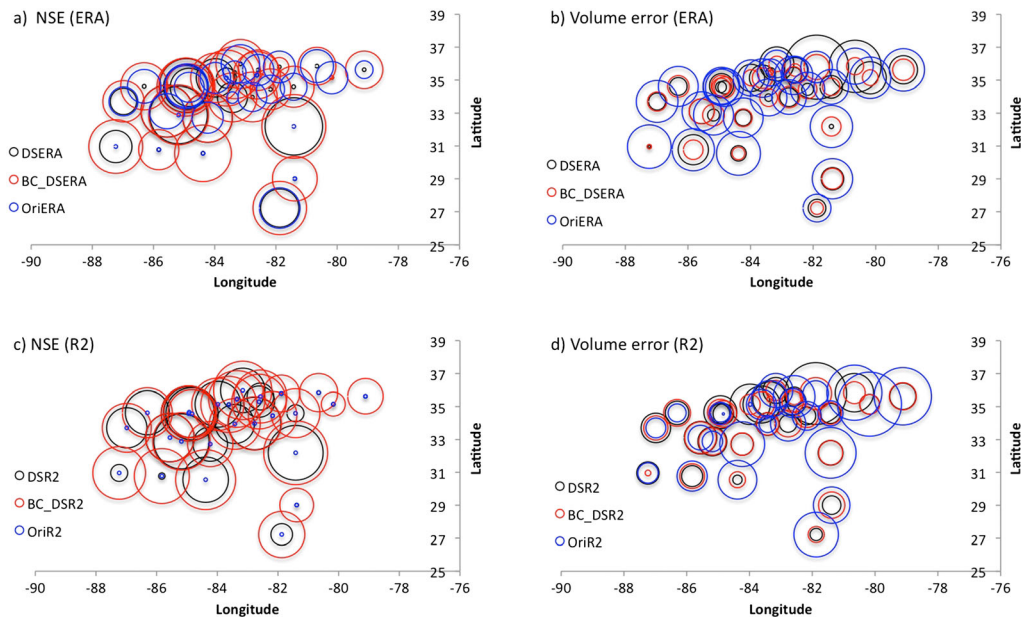 a) NSE (ERA)
39
37
35
33
31
29
27
25
Latitude
DSERA
BC_DSERA
OriERA
-90 -88 -86 -84 -82 -80 -78 -76
Longitude
b) Volume error (ERA)
39
37
35
33
31
29
27
25
Latitude
DSERA
BC_DSERA
OriERA
-90 -88 -86 -84 -82 -80 -78 -76
Longitude
c) NSE (R2)
39
37
35
33
31
29
27
25
Latitude
DSR2
BC_DSR2
OriR2
-90 -88 -86 -84 -82 -80 -78 -76
Longitude
d) Volume error (R2)
39
37
35
33
31
29
27
25
Latitude
DSR2
BC_DSR2
OriR2
-90 -88 -86 -84 -82 -80 -78 -76
Longitude